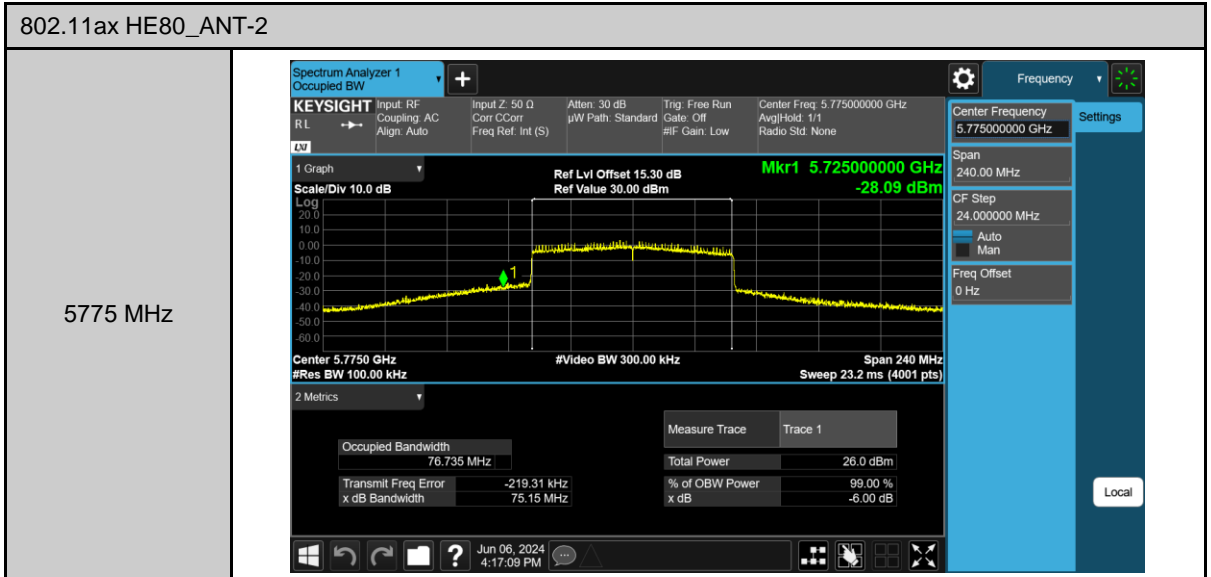 802.11ax HE80_ANT-2
5775 MHz
Spectrum Analyzer 1
Occupied BW
+
Frequency
KEYSIGHT
RL
LXI
Input: RF
Coupling: AC
Align: Auto
Input Z: 50 Ω
Corr CCorr
Freq Ref: Int (S)
Atten: 30 dB
µW Path: Standard
Trig: Free Run
Gate: Off
#IF Gain: Low
Center Freq: 5.775000000 GHz
Avg|Hold: 1/1
Radio Std: None
Center Frequency
5.775000000 GHz
Settings
Span
240.00 MHz
CF Step
24.000000 MHz
Auto
Man
Freq Offset
0 Hz
1 Graph
Scale/Div 10.0 dB
Ref Lvl Offset 15.30 dB
Ref Value 30.00 dBm
Mkr1 5.725000000 GHz
-28.09 dBm
Log
20.0
10.0
0.00
-10.0
-20.0
-30.0
-40.0
-50.0
-60.0
1
Center 5.7750 GHz
#Video BW 300.00 kHz
Span 240 MHz
#Res BW 100.00 kHz
Sweep 23.2 ms (4001 pts)
2 Metrics
Measure Trace Trace 1
Occupied Bandwidth
76.735 MHz
Total Power 26.0 dBm
Transmit Freq Error -219.31 kHz
% of OBW Power 99.00 %
x dB Bandwidth 75.15 MHz
x dB -6.00 dB
Local
?
Jun 06, 2024
4:17:09 PM